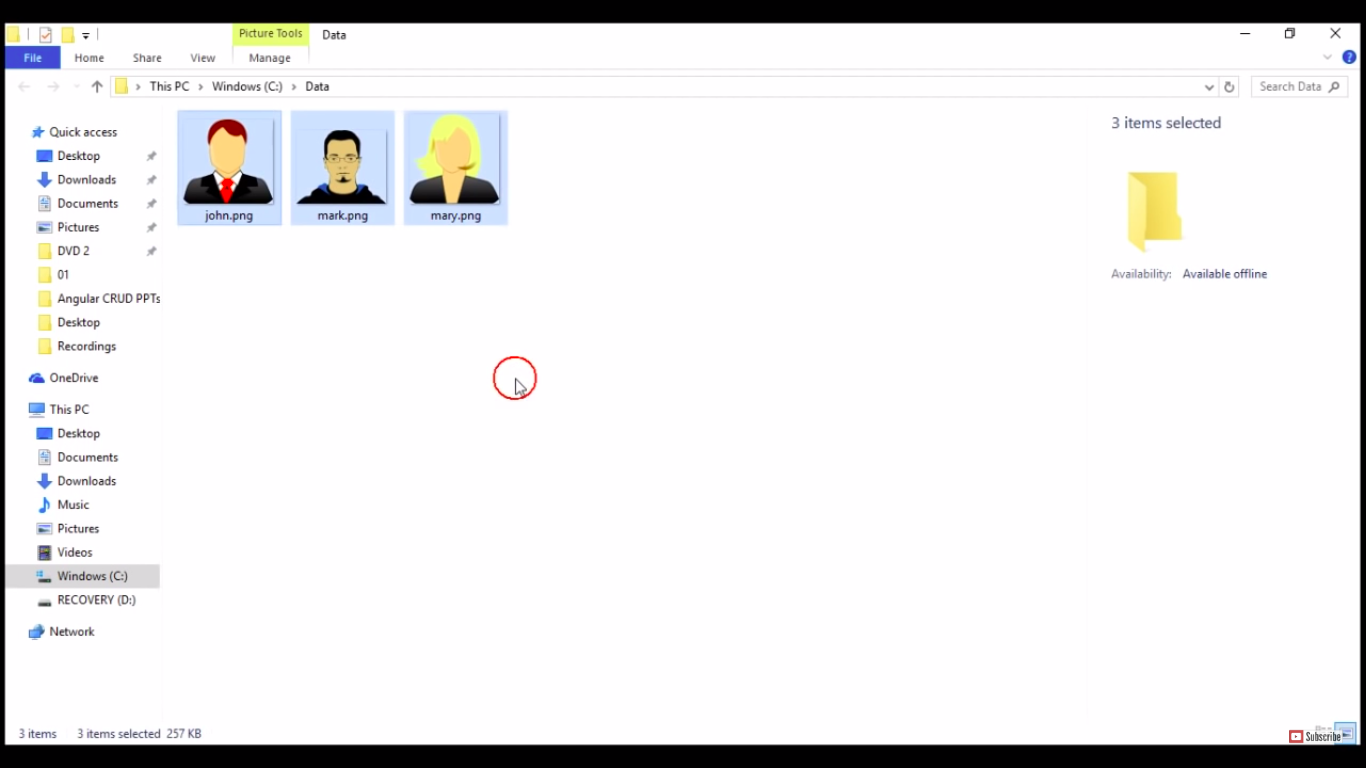 Picture Tools
Data
File
Home
Share
View
Manage
This PC
Windows (C:)
Data
Search Data
Quick access
Desktop
Downloads
Documents
Pictures
DVD 2
01
Angular CRUD PPTs
Desktop
Recordings
OneDrive
This PC
Desktop
Documents
Downloads
Music
Pictures
Videos
Windows (C:)
RECOVERY (D:)
Network
john.png
mark.png
mary.png
3 items selected
Availability: Available offline
3 items
3 items selected 257 KB
Subscribe